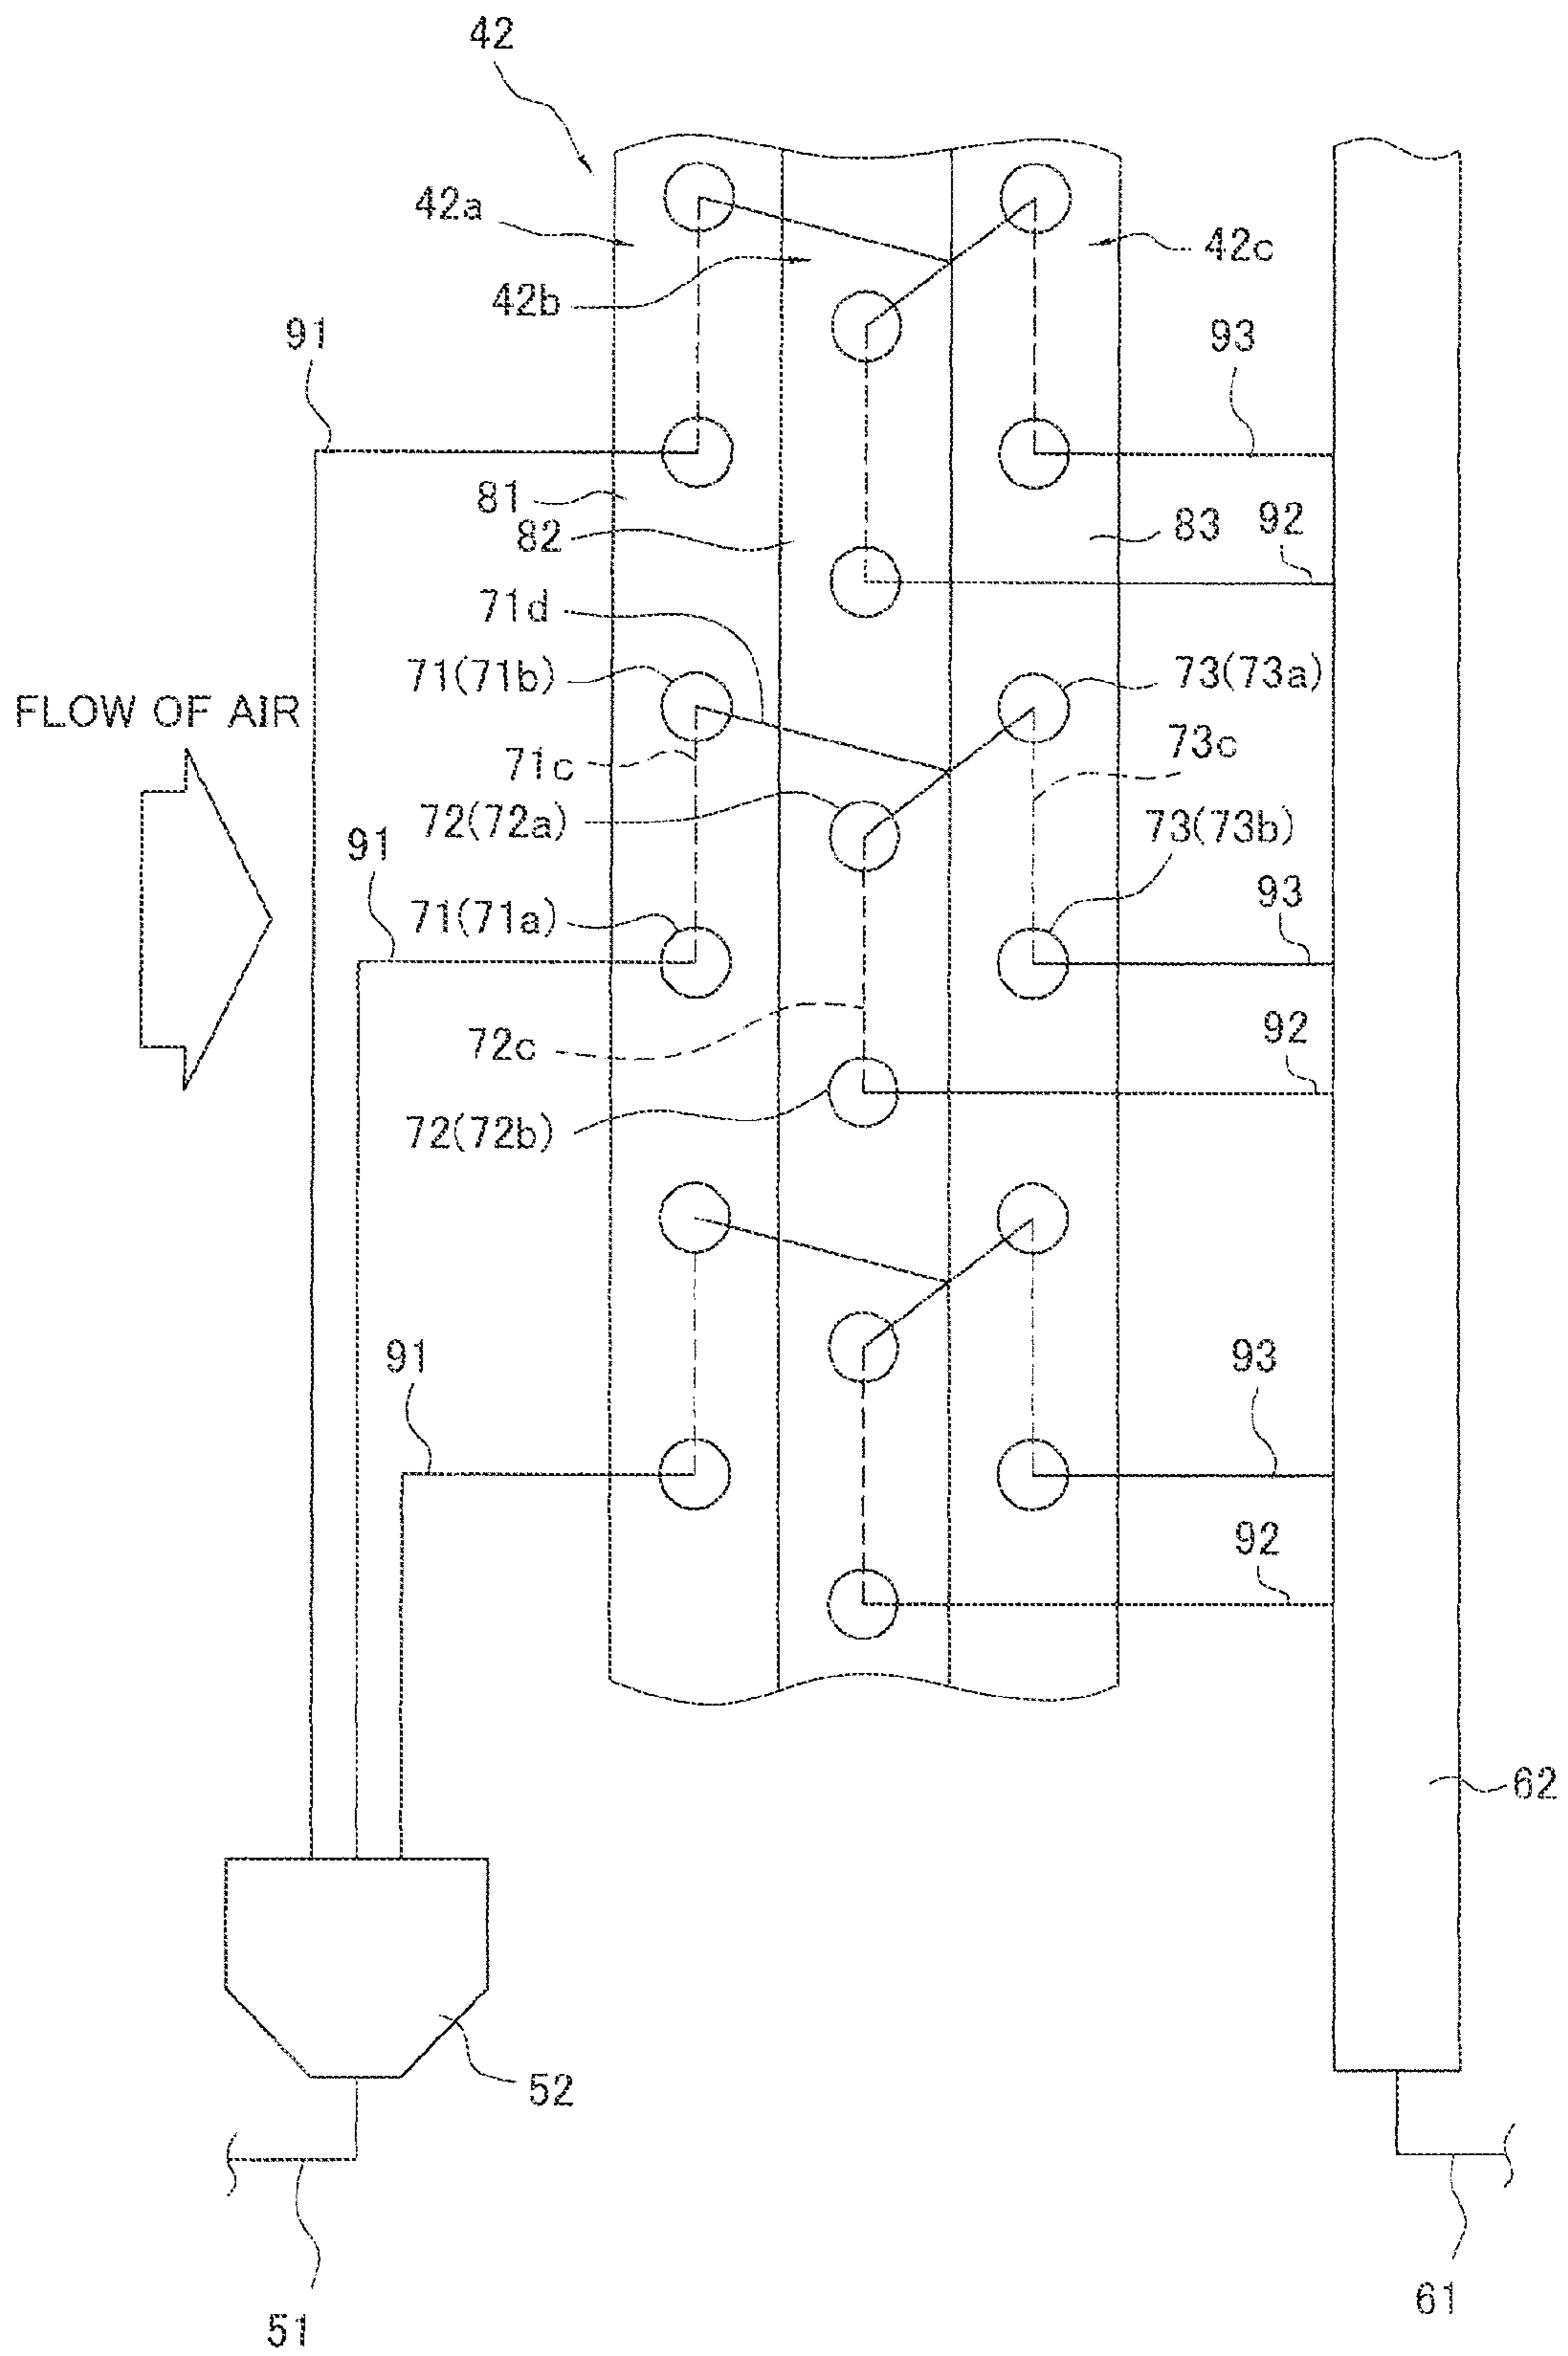 42
42a
42c
42b
91
93
81
82
83
92
71d
71(71b)
73(73a)
FLOW OF AIR
71c
73c
72(72a)
73(73b)
91
93
71(71a)
72c
92
72(72b)
91
93
92
62
52
51
61